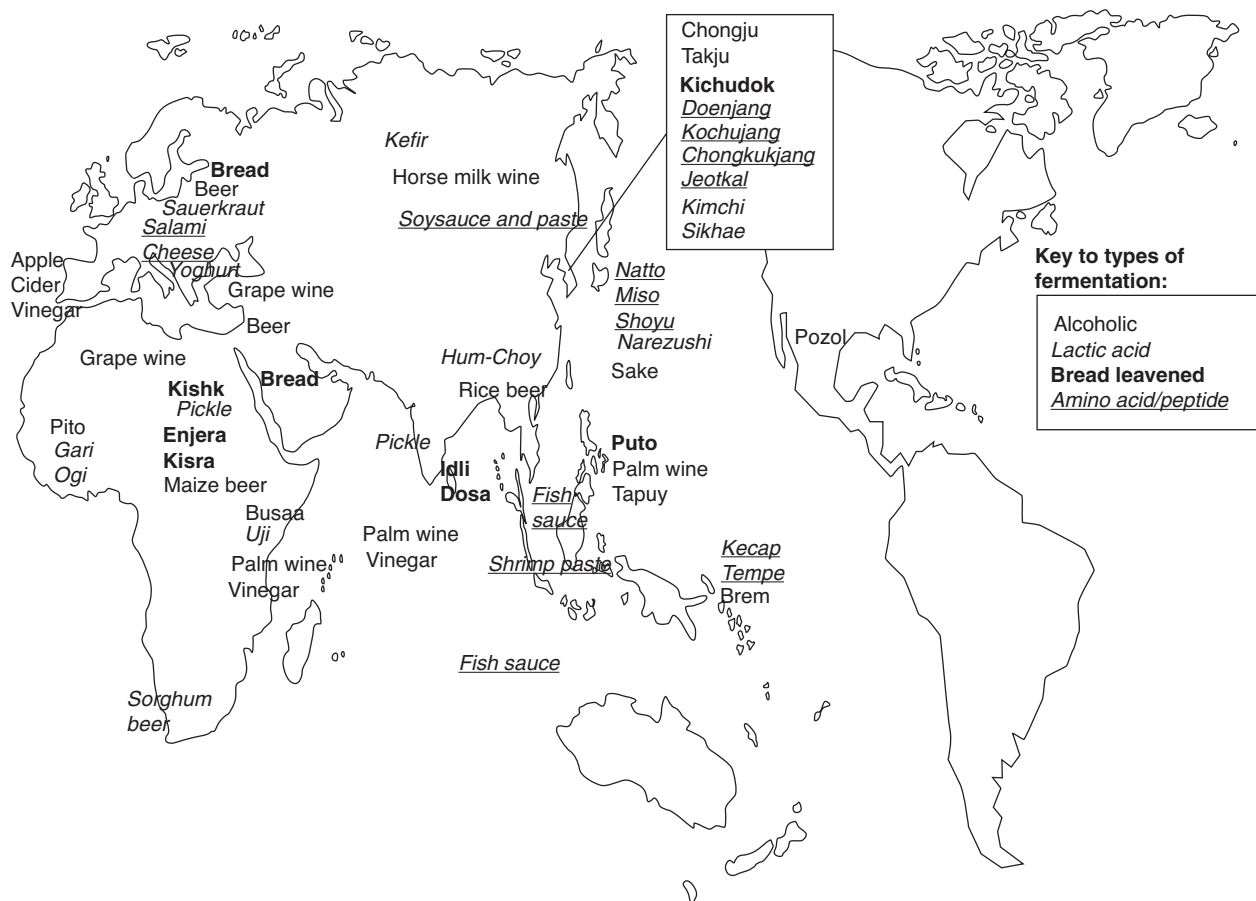 Chongju
Takju
Kichudok
Doenjang
Kochujang
Chongkukjang
Jeotkal
Kimchi
Sikhae
Kefir
Horse milk wine
Soysauce and paste
Bread
Beer
Sauerkraut
Salami
Cheese
Yoghurt
Apple
Cider
Vinegar
Grape wine
Beer
Grape wine
Kishk
Pickle
Bread
Enjera
Kisra
Maize beer
Pito
Gari
Ogi
Busaa
Uji
Palm wine
Vinegar
Sorghum
beer
Hum-Choy
Rice beer
Pickle
Idli
Dosa
Palm wine
Vinegar
Natto
Miso
Shoyu
Narezushi
Sake
Puto
Palm wine
Tapuy
Fish
sauce
Shrimp paste
Kecap
Tempe
Brem
Fish sauce
Pozol
Key to types of
fermentation:
Alcoholic
Lactic acid
Bread leavened
Amino acid/peptide